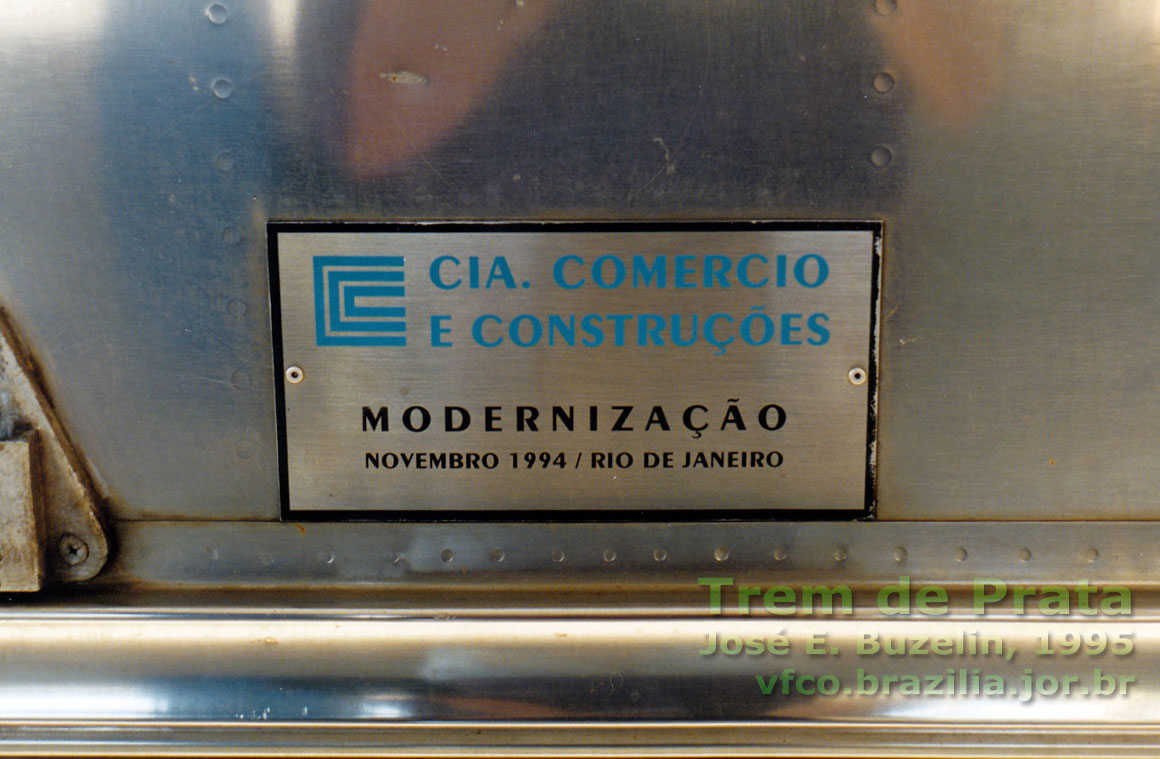 CIA. COMERCIO
E CONSTRUÇÕES
MODERNIZAÇÃO
NOVEMBRO 1994 / RIO DE JANEIRO
Trem de Prata
José E. Buzelin, 1995
vfco.brazilia.jor.br